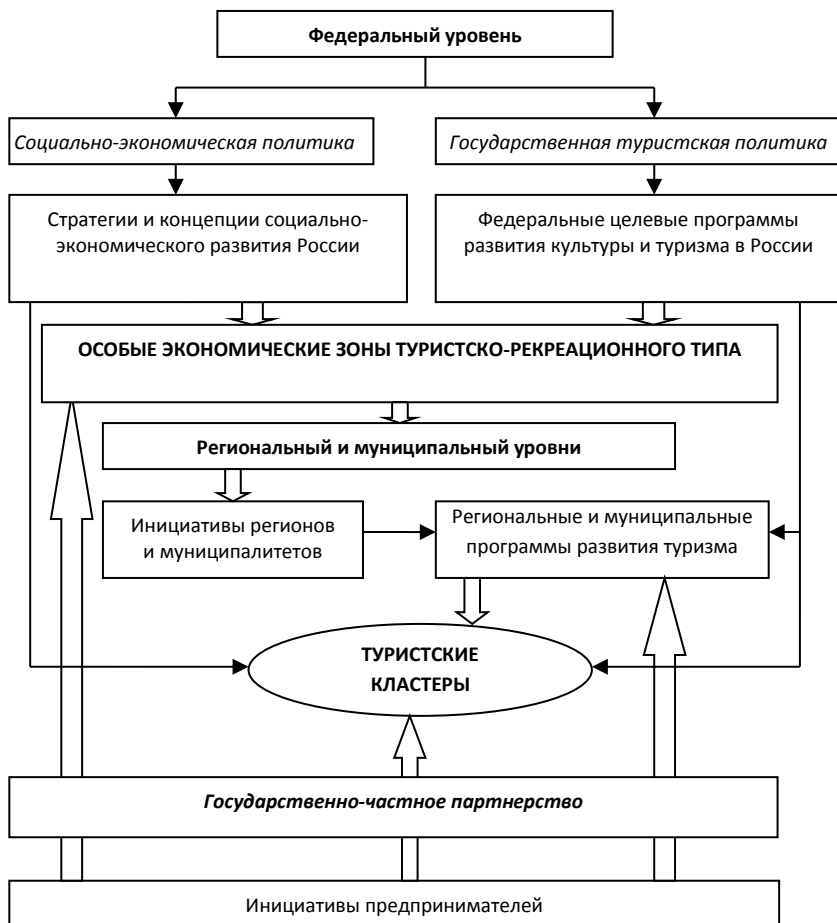 Федеральный уровень
Социально-экономическая политика
Государственная туристская политика
Стратегии и концепции социально-
экономического развития России
Федеральные целевые программы
развития культуры и туризма в России
ОСОБЫЕ ЭКОНОМИЧЕСКИЕ ЗОНЫ ТУРИСТСКО-РЕКРЕАЦИОННОГО ТИПА
Региональный и муниципальный уровни
Инициативы регионов
и муниципалитетов
Региональные и муниципальные
программы развития туризма
ТУРИСТСКИЕ
КЛАСТЕРЫ
Государственно-частное партнерство
Инициативы предпринимателей